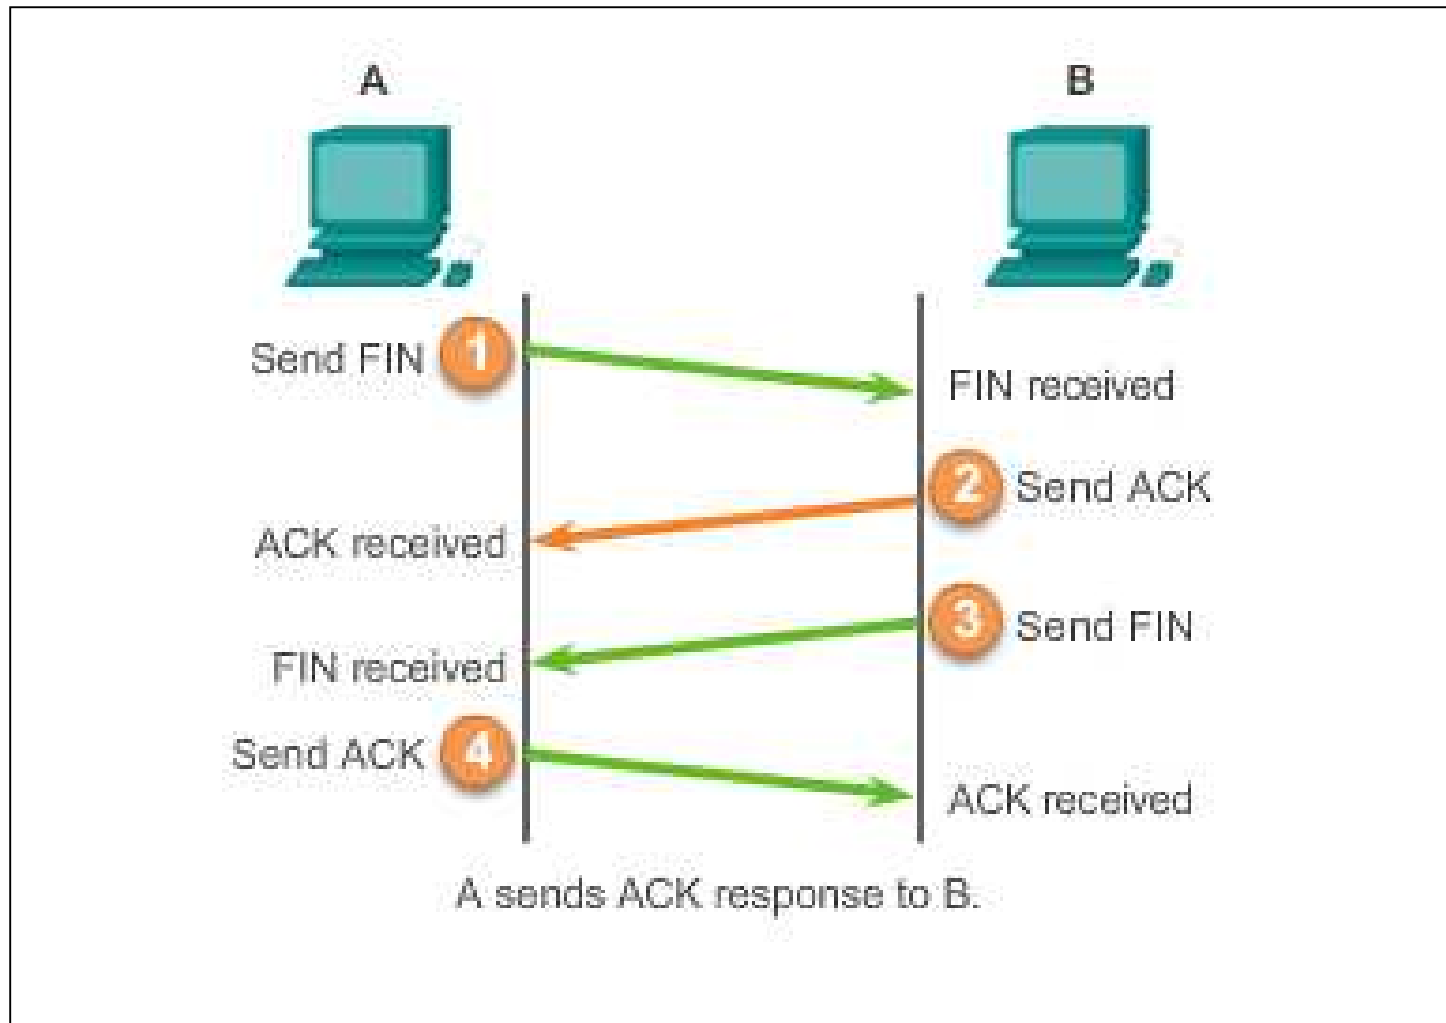 A
B
Send FIN 1
FIN received
2 Send ACK
ACK received
3 Send FIN
FIN received
Send ACK 4
ACK received
A sends ACK response to B.